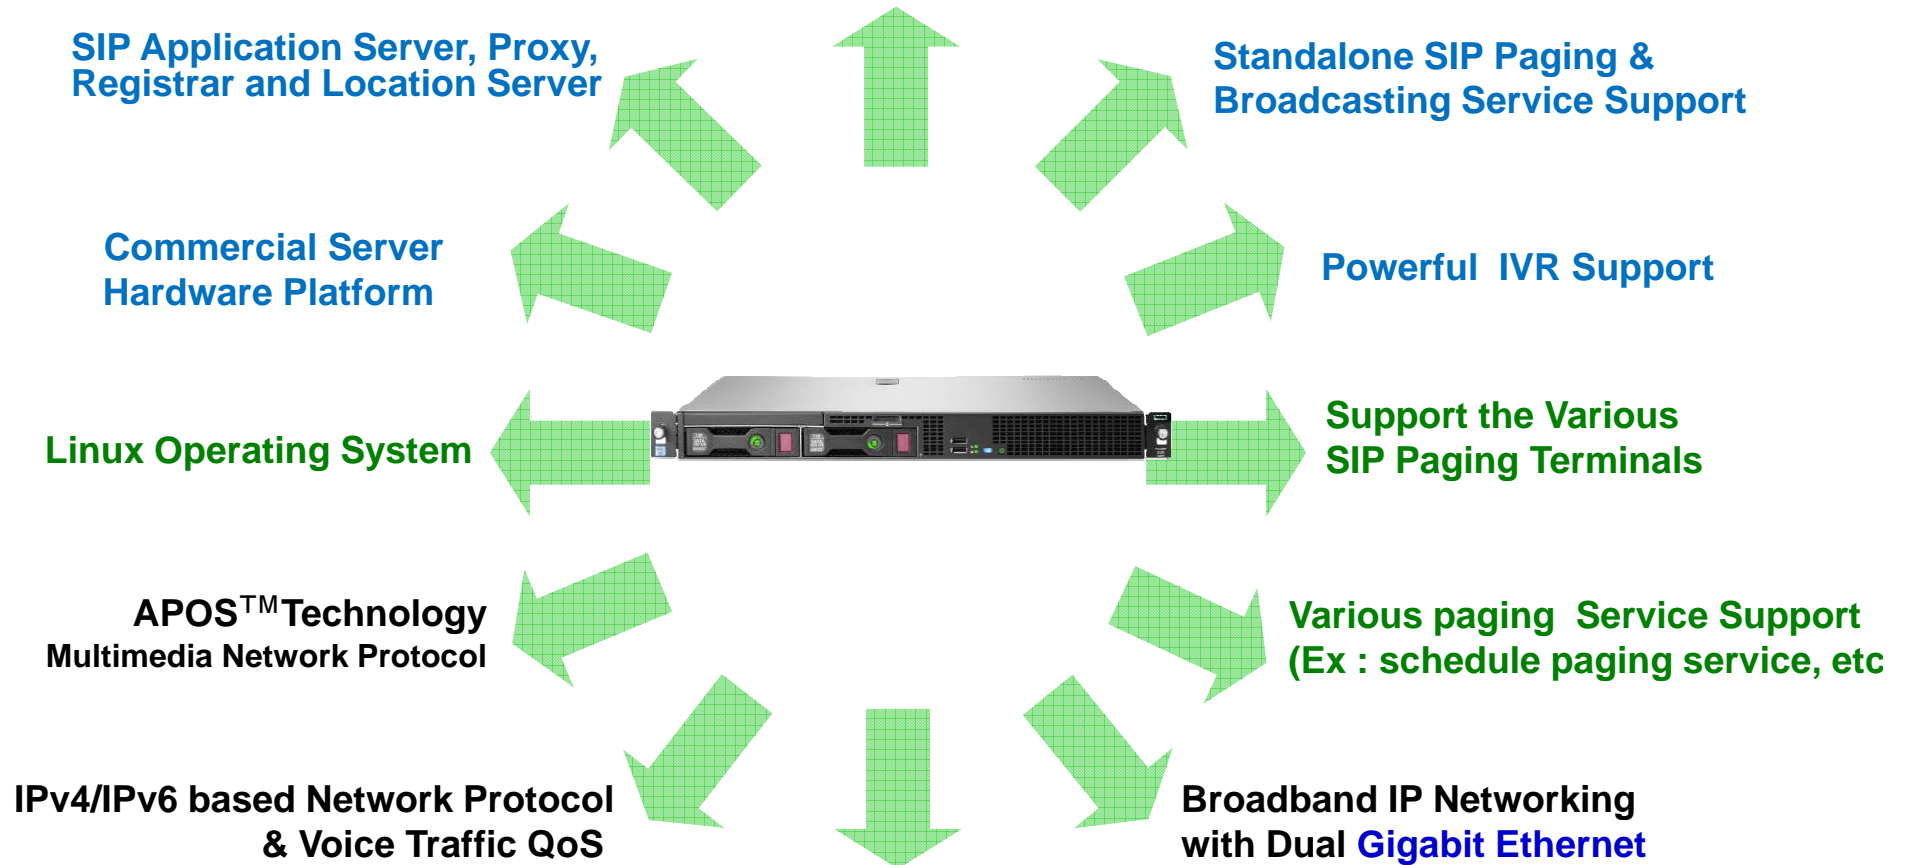 SIP Application Server, Proxy,
Registrar and Location Server
Standalone SIP Paging &
Broadcasting Service Support
Commercial Server
Hardware Platform
Powerful  IVR Support
Linux Operating System
Support the Various
SIP Paging Terminals
APOS™Technology
Multimedia Network Protocol
Various paging  Service Support
(Ex : schedule paging service, etc
IPv4/IPv6 based Network Protocol
& Voice Traffic QoS
Broadband IP Networking
with Dual Gigabit Ethernet